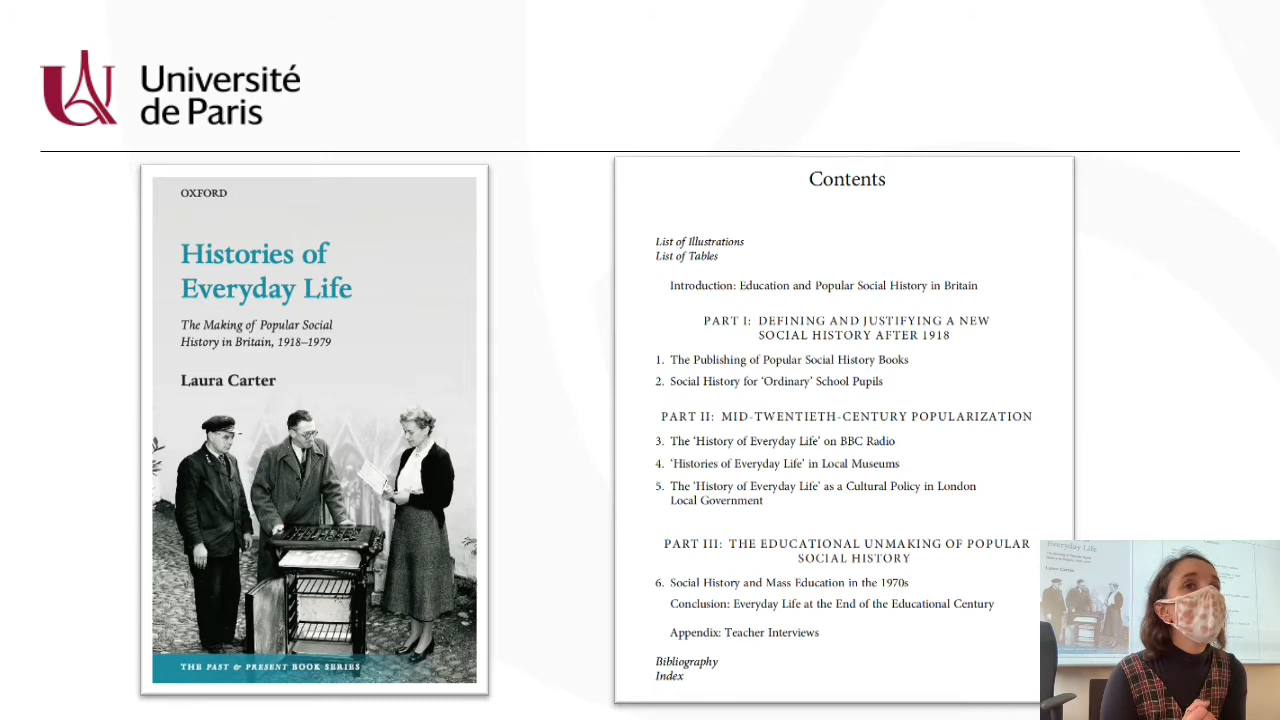 Université
de Paris
OXFORD
Histories of
Everyday Life
The Making of Popular Social
History in Britain, 1918–1979
Laura Carter
THE PAST & PRESENT BOOK SERIES
Contents
List of Illustrations
List of Tables
Introduction: Education and Popular Social History in Britain
PART I: DEFINING AND JUSTIFYING A NEW
SOCIAL HISTORY AFTER 1918
1. The Publishing of Popular Social History Books
2. Social History for ‘Ordinary’ School Pupils
PART II: MID-TWENTIETH-CENTURY POPULARIZATION
3. The ‘History of Everyday Life’ on BBC Radio
4. ‘Histories of Everyday Life’ in Local Museums
5. The ‘History of Everyday Life’ as a Cultural Policy in London
Local Government
PART III: THE EDUCATIONAL UNMAKING OF POPULAR
SOCIAL HISTORY
6. Social History and Mass Education in the 1970s
Conclusion: Everyday Life at the End of the Educational Century
Appendix: Teacher Interviews
Bibliography
Index
Everyday Life
Laura Carter